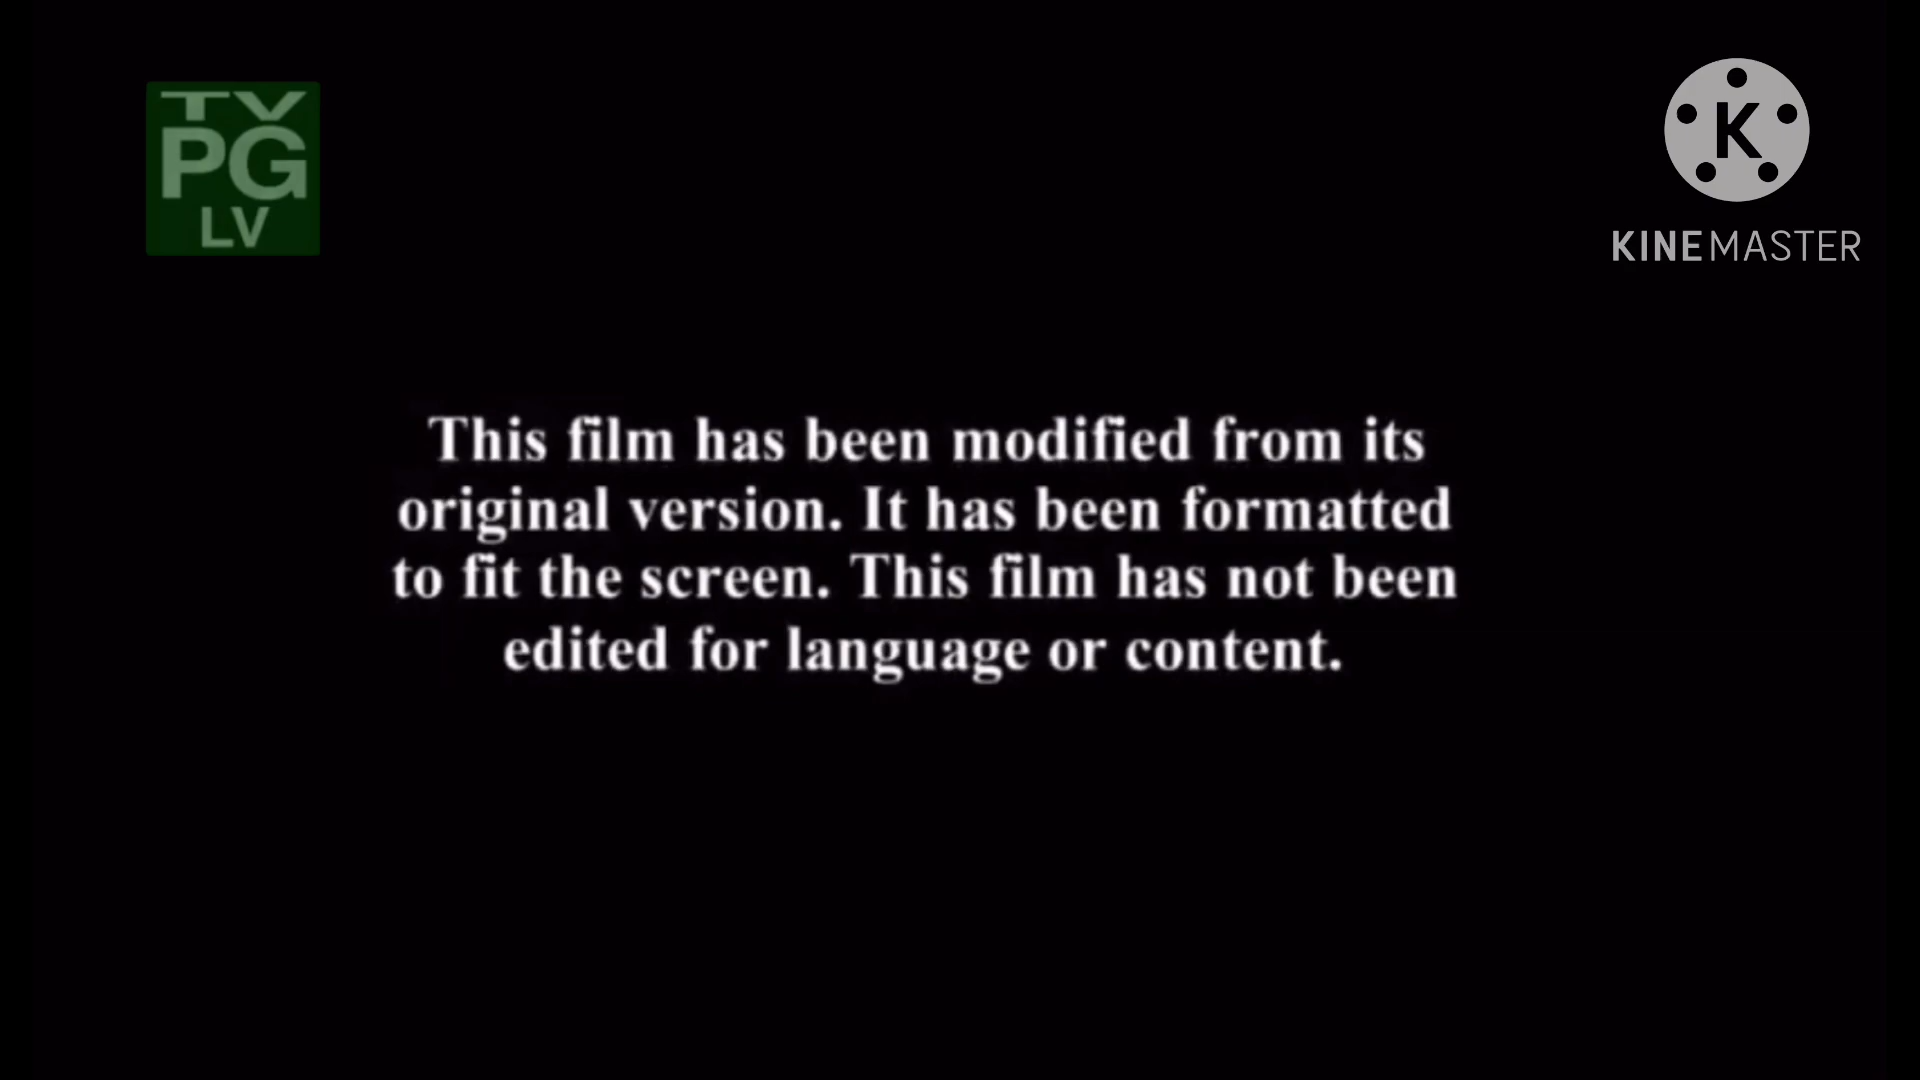 TV
PG
LV
K
KINEMASTER
This film has been modified from its
original version. It has been formatted
to fit the screen. This film has not been
edited for language or content.